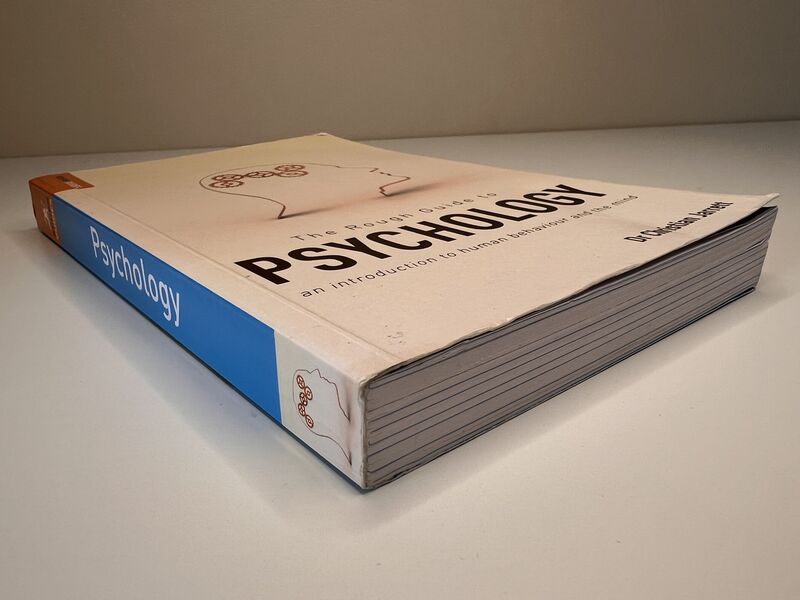 The Rough Guide to
PSYCHOLOGY
an introduction to human behaviour and the mind
Dr Christian Jarrett
Psychology